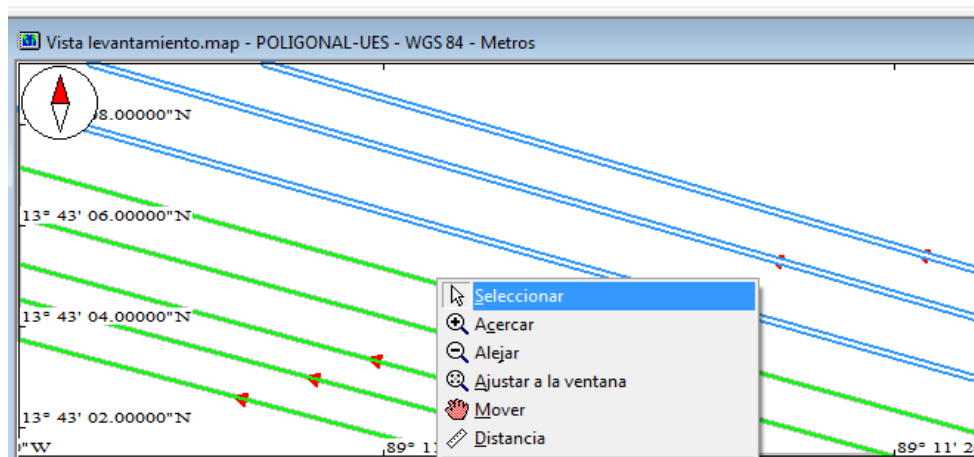 Vista levantamiento.map - POLIGONAL-UES - WGS 84 - Metros
8.00000"N
13° 43' 06.00000"N
13° 43' 04.00000"N
13° 43' 02.00000"N
"W
89° 11
89° 11' 2
Seleccionar
Acercar
Alejar
Ajustar a la ventana
Mover
Distancia